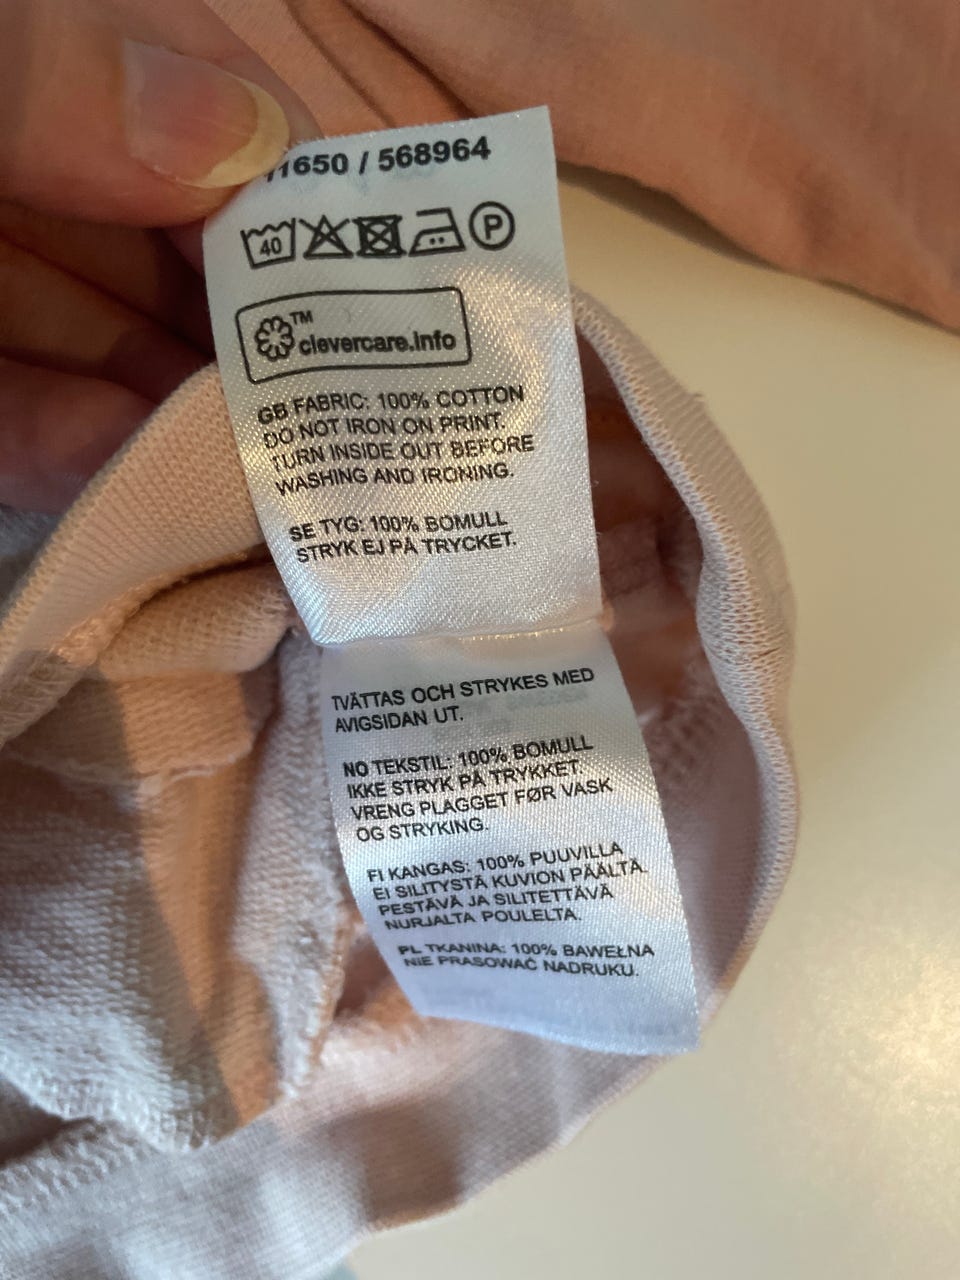 1650 / 568964
40 P
TM
clevercare.info
GB FABRIC: 100% COTTON
DO NOT IRON ON PRINT.
TURN INSIDE OUT BEFORE
WASHING AND IRONING.
SE TYG: 100% BOMULL
STRYK EJ PÅ TRYCKET.
TVÄTTAS OCH STRYKES MED
AVIGSIDAN UT.
NO TEKSTIL: 100% BOMULL
IKKE STRYK PÅ TRYKKET.
VRENG PLAGGET FØR VASK
OG STRYKING.
FI KANGAS: 100% PUUVILLA
EI SILITYSTÄ KUVION PÄÄLTÄ.
PESTÄVÄ JA SILITETTÄVÄ
NURJALTA POULELTA.
PL TKANINA: 100% BAWEŁNA
NIE PRASOWAĆ NADRUKU.